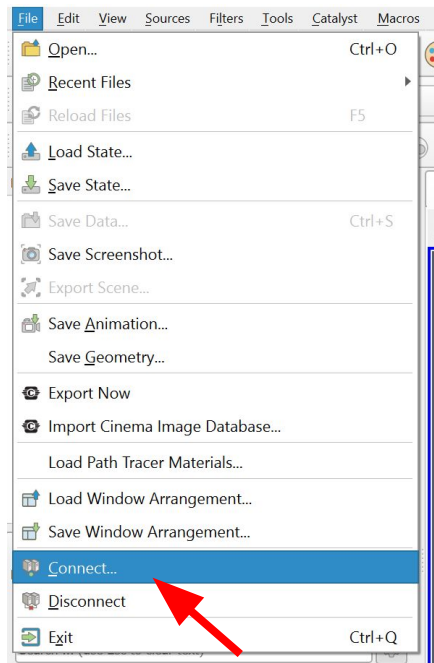 File Edit View Sources Filters Tools Catalyst Macros
Open... Ctrl+O
Recent Files
Reload Files F5
Load State...
Save State...
Save Data... Ctrl+S
Save Screenshot...
Export Scene...
Save Animation...
Save Geometry...
Export Now
Import Cinema Image Database...
Load Path Tracer Materials...
Load Window Arrangement...
Save Window Arrangement...
Connect...
Disconnect
Exit Ctrl+Q